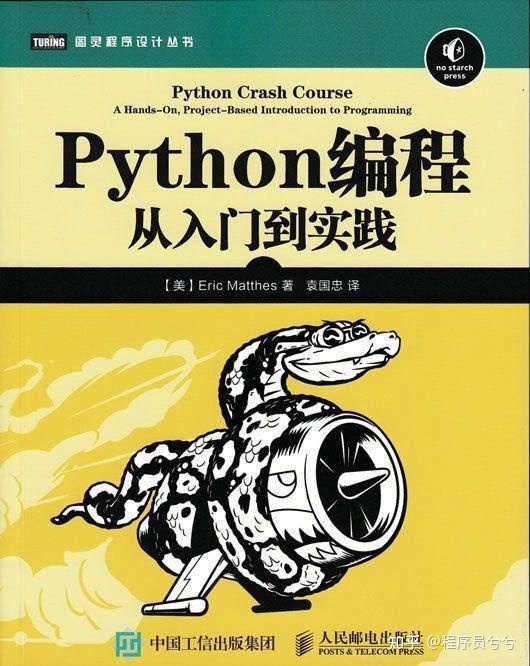 TURING 图灵程序设计丛书
no starch
press
Python Crash Course
A Hands-On, Project-Based Introduction to Programming
Python编程
从入门到实践
【美】Eric Matthes 著 袁国忠 译
中国工信出版集团
人民邮电出版社
POSTS & TELECOM PRESS
知乎 @程序员兮兮